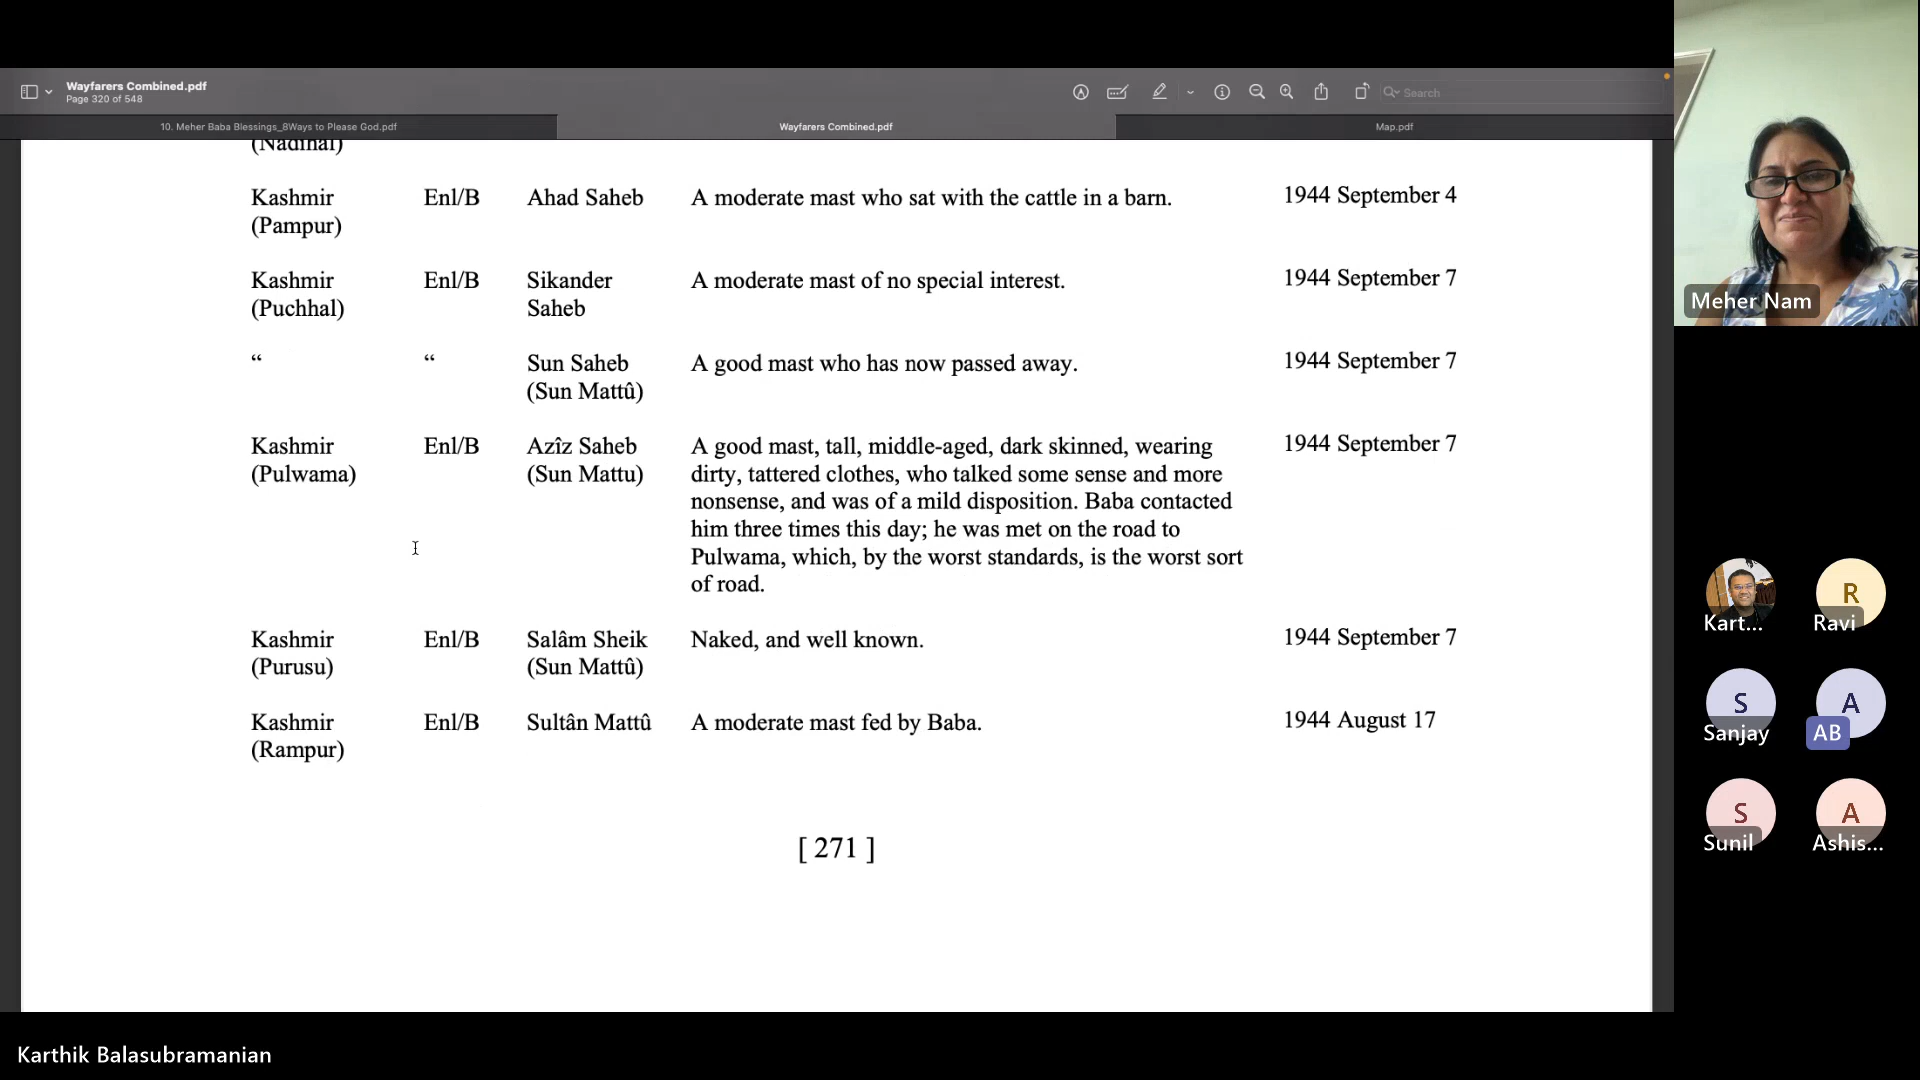 Wayfarers Combined.pdf
Page 320 of 548
Search
10. Meher Baba Blessings_8Ways to Please God.pdf
Wayfarers Combined.pdf
Map.pdf
(Nadihal)
Kashmir Enl/B Ahad Saheb A moderate mast who sat with the cattle in a barn. 1944 September 4
(Pampur)
Kashmir Enl/B Sikander A moderate mast of no special interest. 1944 September 7
(Puchhal) Saheb
“ “ Sun Saheb A good mast who has now passed away. 1944 September 7
(Sun Mattû)
Kashmir Enl/B Azîz Saheb A good mast, tall, middle-aged, dark skinned, wearing 1944 September 7
(Pulwama) (Sun Mattu) dirty, tattered clothes, who talked some sense and more
nonsense, and was of a mild disposition. Baba contacted
him three times this day; he was met on the road to
Pulwama, which, by the worst standards, is the worst sort
of road.
Kashmir Enl/B Salâm Sheik Naked, and well known. 1944 September 7
(Purusu) (Sun Mattû)
Kashmir Enl/B Sultân Mattû A moderate mast fed by Baba. 1944 August 17
(Rampur)
[ 271 ]
Meher Nam
Kart...
R
Ravi
S
Sanjay
A
AB
S
Sunil
A
Ashis...
Karthik Balasubramanian